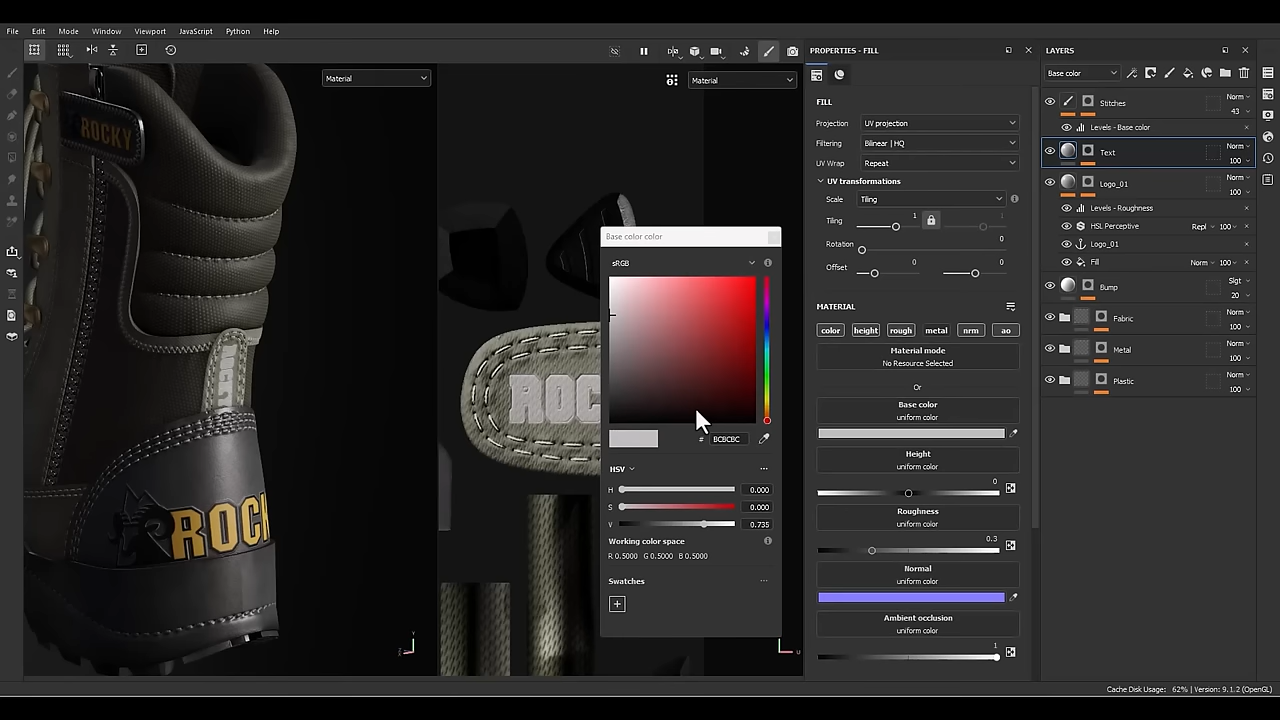 File Edit Mode Window Viewport JavaScript Python Help
Material
Material
ROCKY
ROCKY
ROCK
ROC
Base color color
sRGB
# BCBCBC
HSV
H 0.000
S 0.000
V 0.735
Working color space
R 0.5000 G 0.5000 B 0.5000
Swatches
PROPERTIES - FILL
FILL
Projection UV projection
Filtering Bilinear | HQ
UV Wrap Repeat
UV transformations
Scale Tiling
Tiling 1 1
Rotation 0
Offset 0 0
MATERIAL
color height rough metal nrm ao
Material mode
No Resource Selected
Or
Base color
uniform color
Height
uniform color
0
Roughness
uniform color
0.3
Normal
uniform color
Ambient occlusion
uniform color
1
LAYERS
Base color
Stitches Norm 43
Levels - Base color
Text Norm 100
Logo_01 Norm 100
Levels - Roughness
HSL Perceptive Repl 100
Logo_01
Fill Norm 100
Bump Slgt 20
Fabric Norm 100
Metal Norm 100
Plastic Norm 100
Cache Disk Usage: 62% | Version: 9.1.2 (OpenGL)